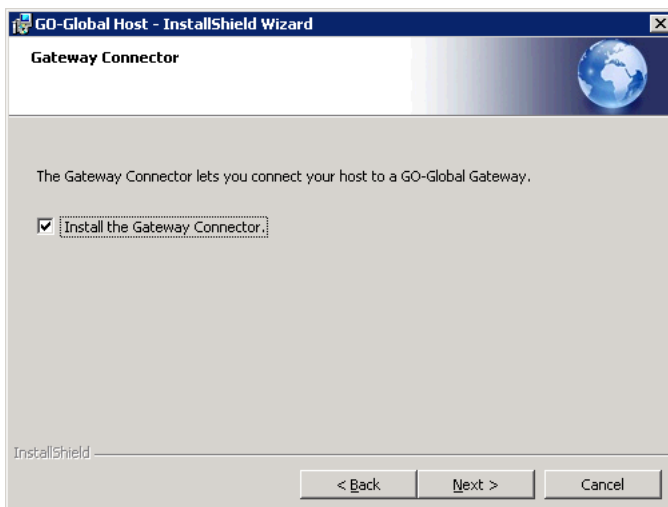 GO-Global Host - InstallShield Wizard
Gateway Connector
The Gateway Connector lets you connect your host to a GO-Global Gateway.
Install the Gateway Connector.
InstallShield
< Back Next > Cancel